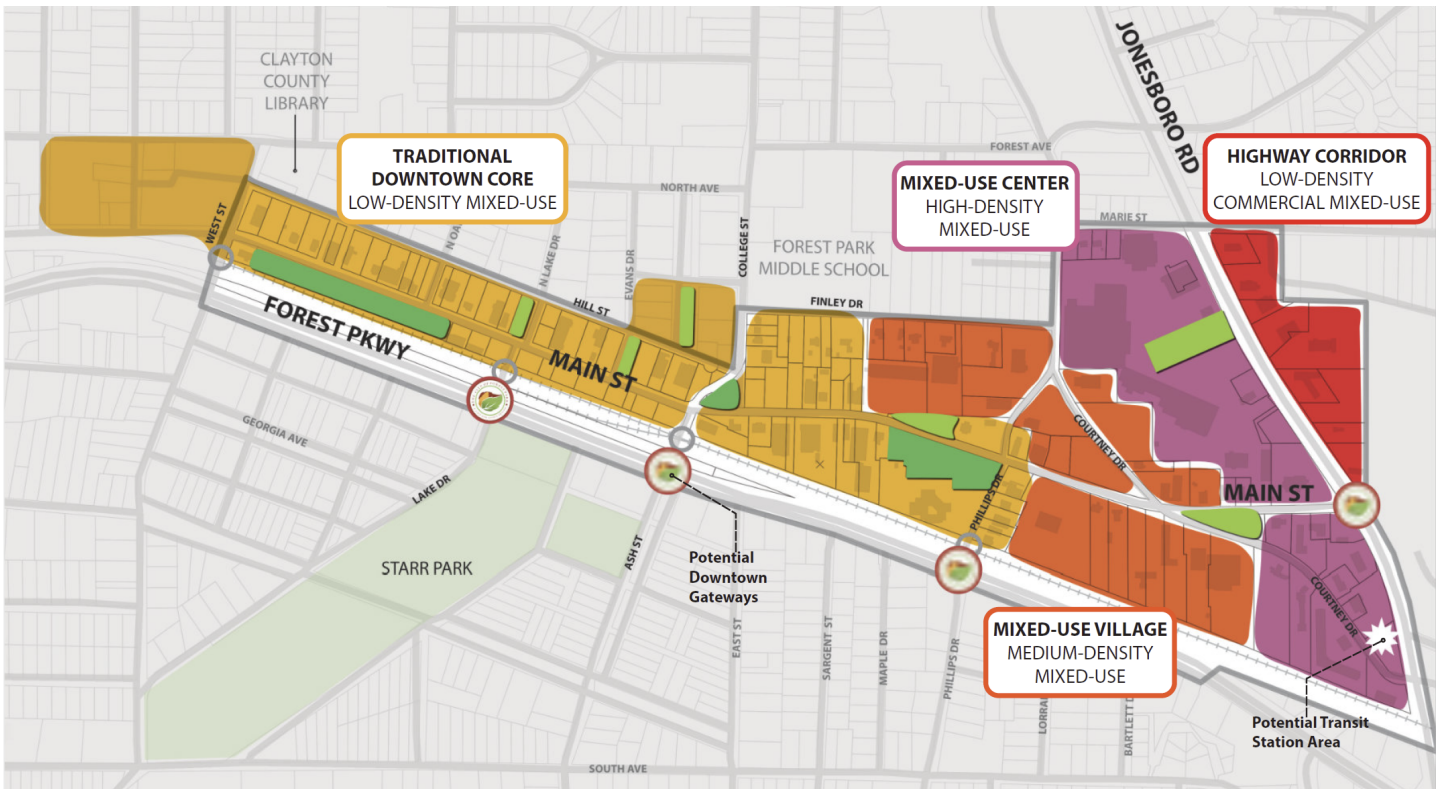 CLAYTON
COUNTY
LIBRARY
JONESBORO RD
TRADITIONAL
DOWNTOWN CORE
LOW-DENSITY MIXED-USE
FOREST AVE
MIXED-USE CENTER
HIGH-DENSITY
MIXED-USE
HIGHWAY CORRIDOR
LOW-DENSITY
COMMERCIAL MIXED-USE
NORTH AVE
MARIE ST
WEST ST
N LAKE DR
EVANS DR
COLLEGE ST
FOREST PARK
MIDDLE SCHOOL
HILL ST
FINLEY DR
FOREST PKWY
MAIN ST
GEORGIA AVE
COURTNEY DR
LAKE DR
MAIN ST
PHILLIPS DR
STARR PARK
ASH ST
Potential
Downtown
Gateways
COURTNEY DR
EAST ST
SARGENT ST
MAPLE DR
PHILLIPS DR
MIXED-USE VILLAGE
MEDIUM-DENSITY
MIXED-USE
BARTLETT
Potential Transit
Station Area
SOUTH AVE